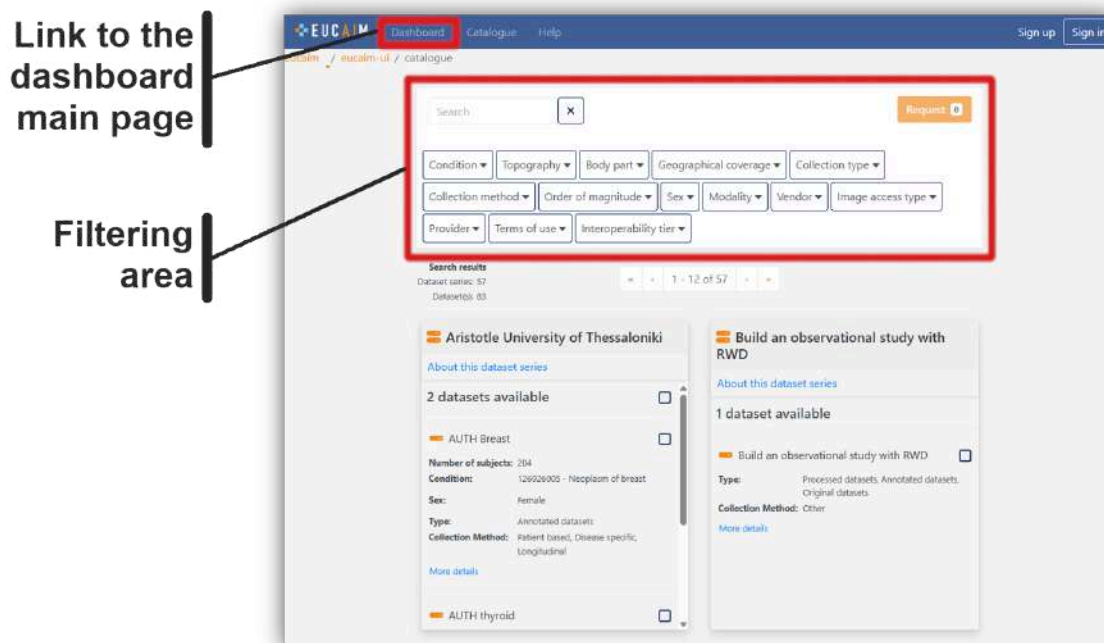 Link to the
dashboard
main page
Filtering
area
EUCAIM Dashboard Catalogue Help Sign up Sign in
eucaim / eucaim-ui / catalogue
Search × Request 0
Condition Topography Body part Geographical coverage Collection type
Collection method Order of magnitude Sex Modality Vendor Image access type
Provider Terms of use Interoperability tier
Search results
Dataset series: 57
Dataset(s): 83
« ‹ 1 - 12 of 57 › »
Aristotle University of Thessaloniki
About this dataset series
2 datasets available
AUTH Breast
Number of subjects: 204
Condition: 126926005 - Neoplasm of breast
Sex: Female
Type: Annotated datasets
Collection Method: Patient based, Disease specific,
Longitudinal
More details
AUTH thyroid
Build an observational study with
RWD
About this dataset series
1 dataset available
Build an observational study with RWD
Type: Processed datasets, Annotated datasets,
Original datasets
Collection Method: Other
More details